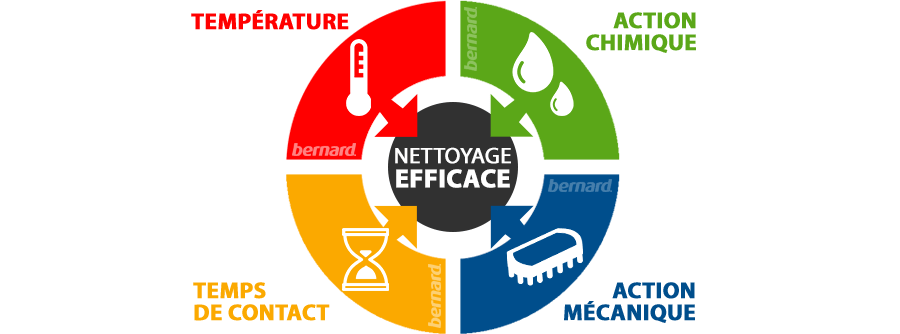 TEMPÉRATURE
ACTION
CHIMIQUE
bernard
bernard
NETTOYAGE
EFFICACE
bernard
bernard
TEMPS
DE CONTACT
ACTION
MÉCANIQUE